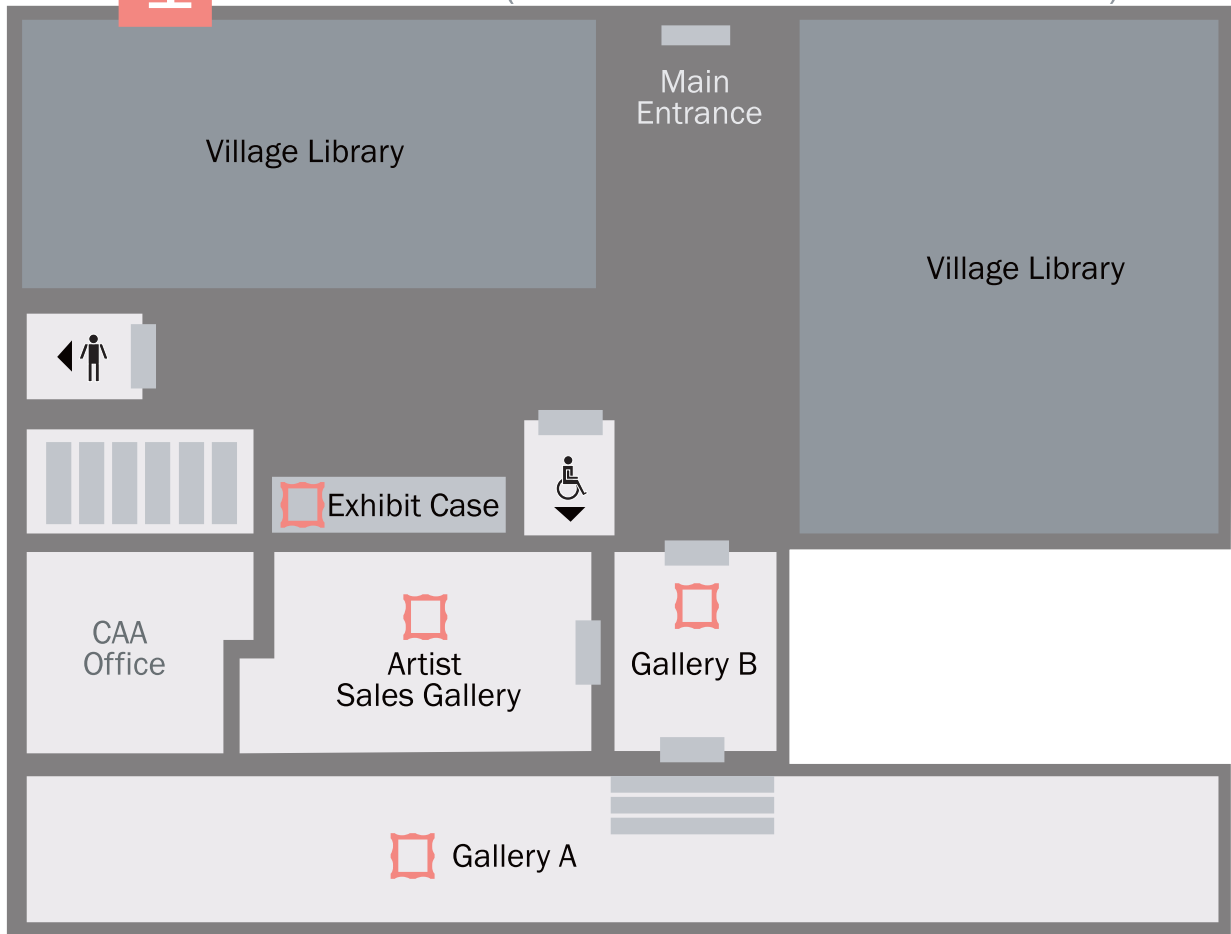 Main
Entrance
Village Library
Village Library
Exhibit Case
CAA
Office
Artist
Sales Gallery
Gallery B
Gallery A